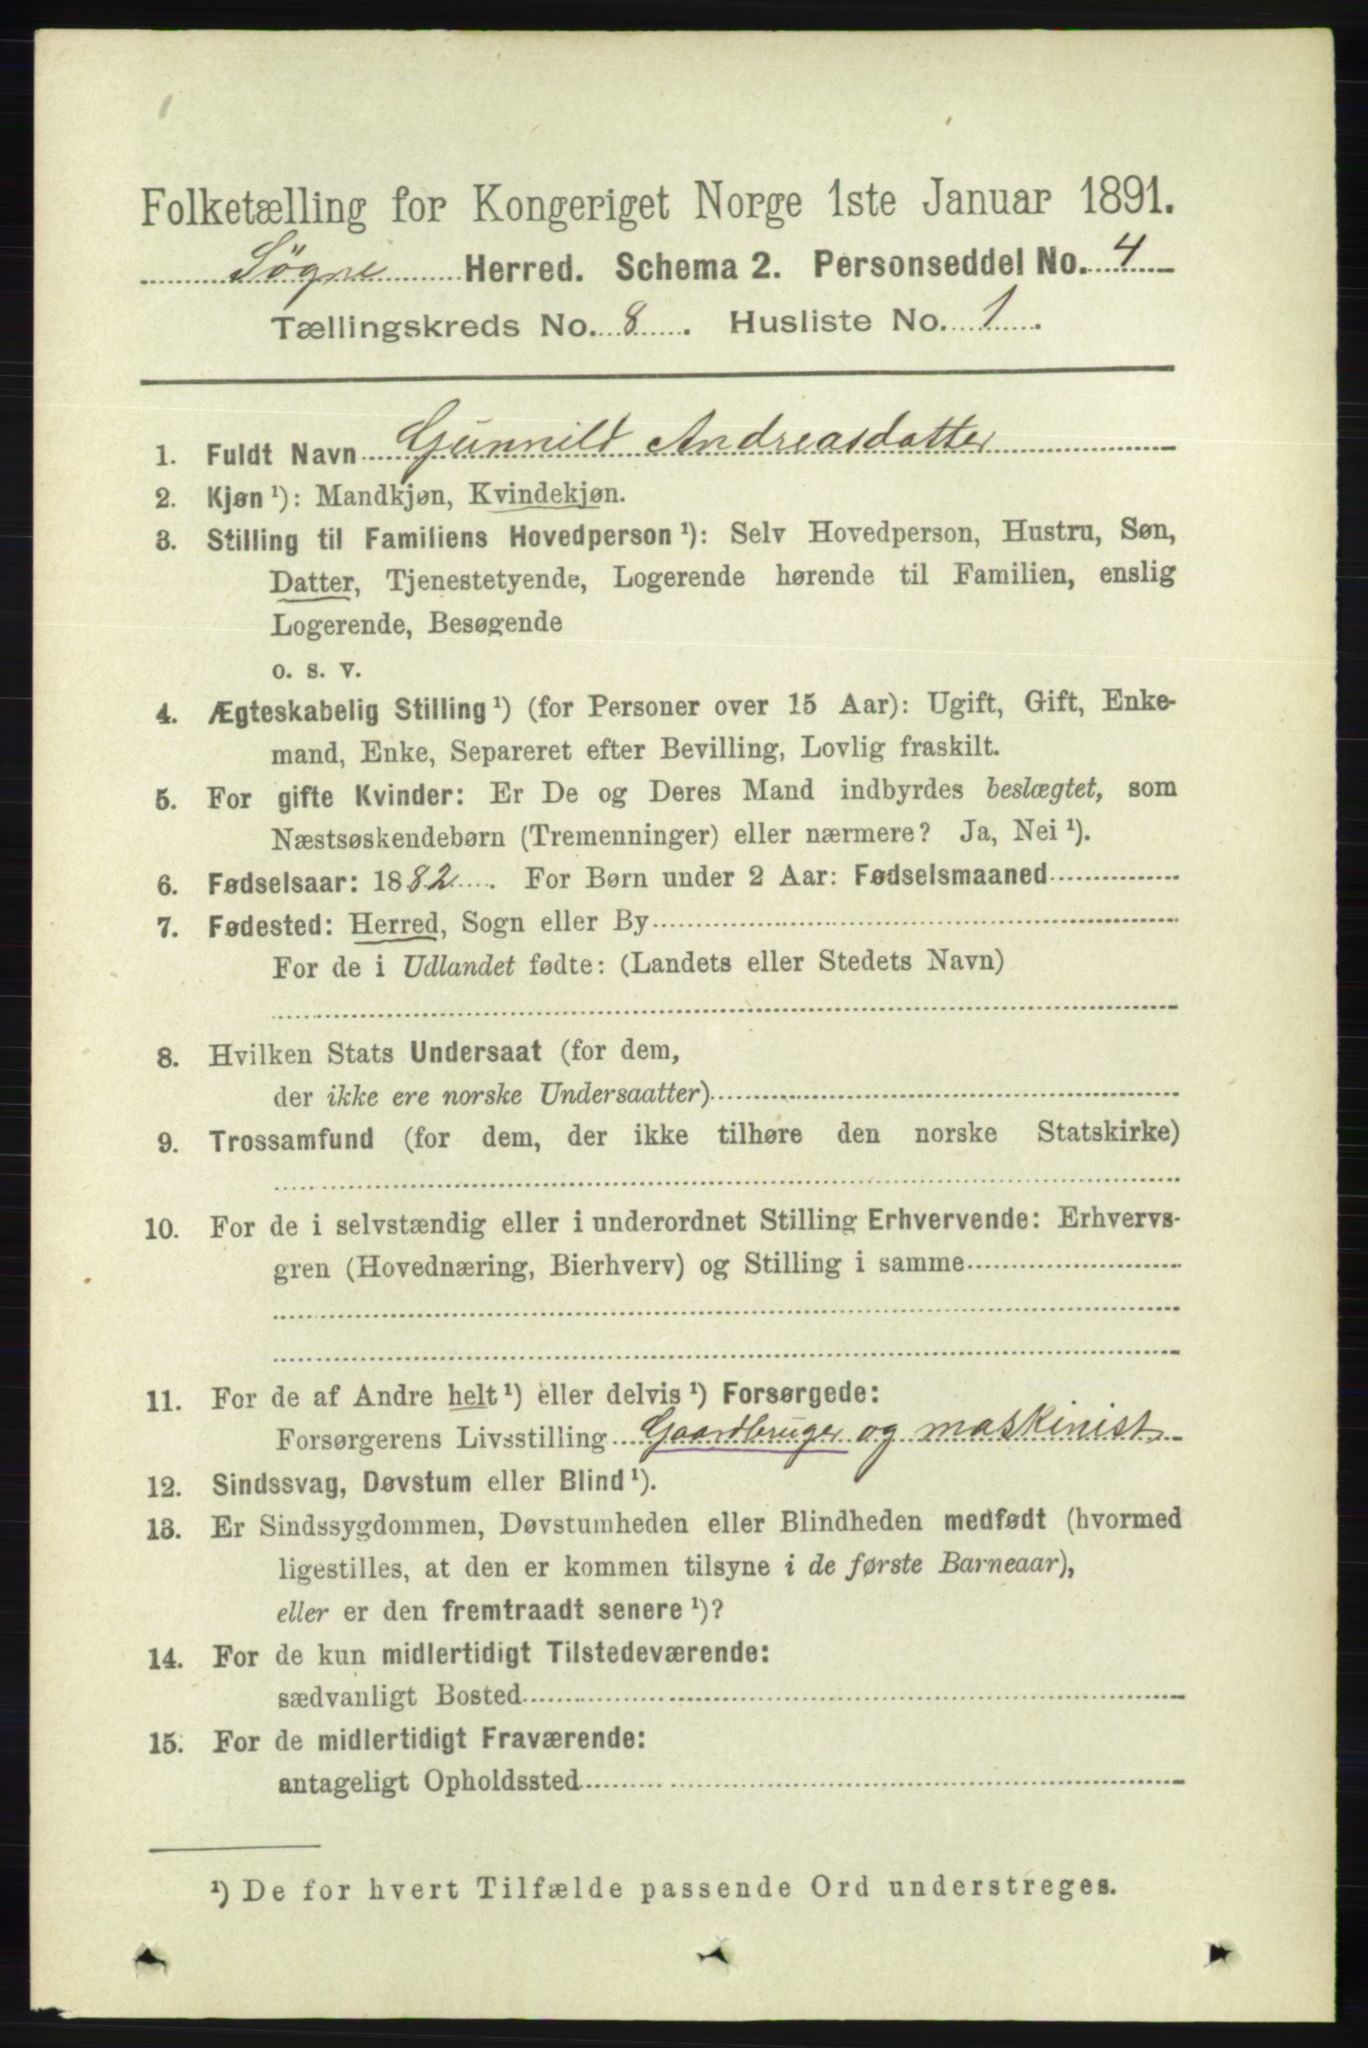 Folketælling for Kongeriget Norge 1ste Januar 1891.
Søgne Herred. Schema 2. Personseddel No. 4
Tællingskreds No. 8. Husliste No. 1.
1. Fuldt Navn Gunnild Andreasdatter
2. Kjøn ¹): Mandkjøn, Kvindekjøn.
3. Stilling til Familiens Hovedperson ¹): Selv Hovedperson, Hustru, Søn,
Datter, Tjenestetyende, Logerende hørende til Familien, enslig
Logerende, Besøgende
o. s. v.
4. Ægteskabelig Stilling ¹) (for Personer over 15 Aar): Ugift, Gift, Enke-
mand, Enke, Separeret efter Bevilling, Lovlig fraskilt.
5. For gifte Kvinder: Er De og Deres Mand indbyrdes beslægtet, som
Næstsøskendebørn (Tremenninger) eller nærmere? Ja, Nei ¹).
6. Fødselsaar: 1882. For Børn under 2 Aar: Fødselsmaaned
7. Fødested: Herred, Sogn eller By
For de i Udlandet fødte: (Landets eller Stedets Navn)
8. Hvilken Stats Undersaat (for dem,
der ikke ere norske Undersaatter)
9. Trossamfund (for dem, der ikke tilhøre den norske Statskirke)
10. For de i selvstændig eller i underordnet Stilling Erhvervende: Erhvervs-
gren (Hovednæring, Bierhverv) og Stilling i samme
11. For de af Andre helt ¹) eller delvis ¹) Forsørgede:
Forsørgerens Livsstilling Gaardbruger og maskinist
12. Sindssvag, Døvstum eller Blind ¹).
13. Er Sindssygdommen, Døvstumheden eller Blindheden medfødt (hvormed
ligestilles, at den er kommen tilsyne i de første Barneaar),
eller er den fremtraadt senere ¹)?
14. For de kun midlertidigt Tilstedeværende:
sædvanligt Bosted
15. For de midlertidigt Fraværende:
antageligt Opholdssted
¹) De for hvert Tilfælde passende Ord understreges.